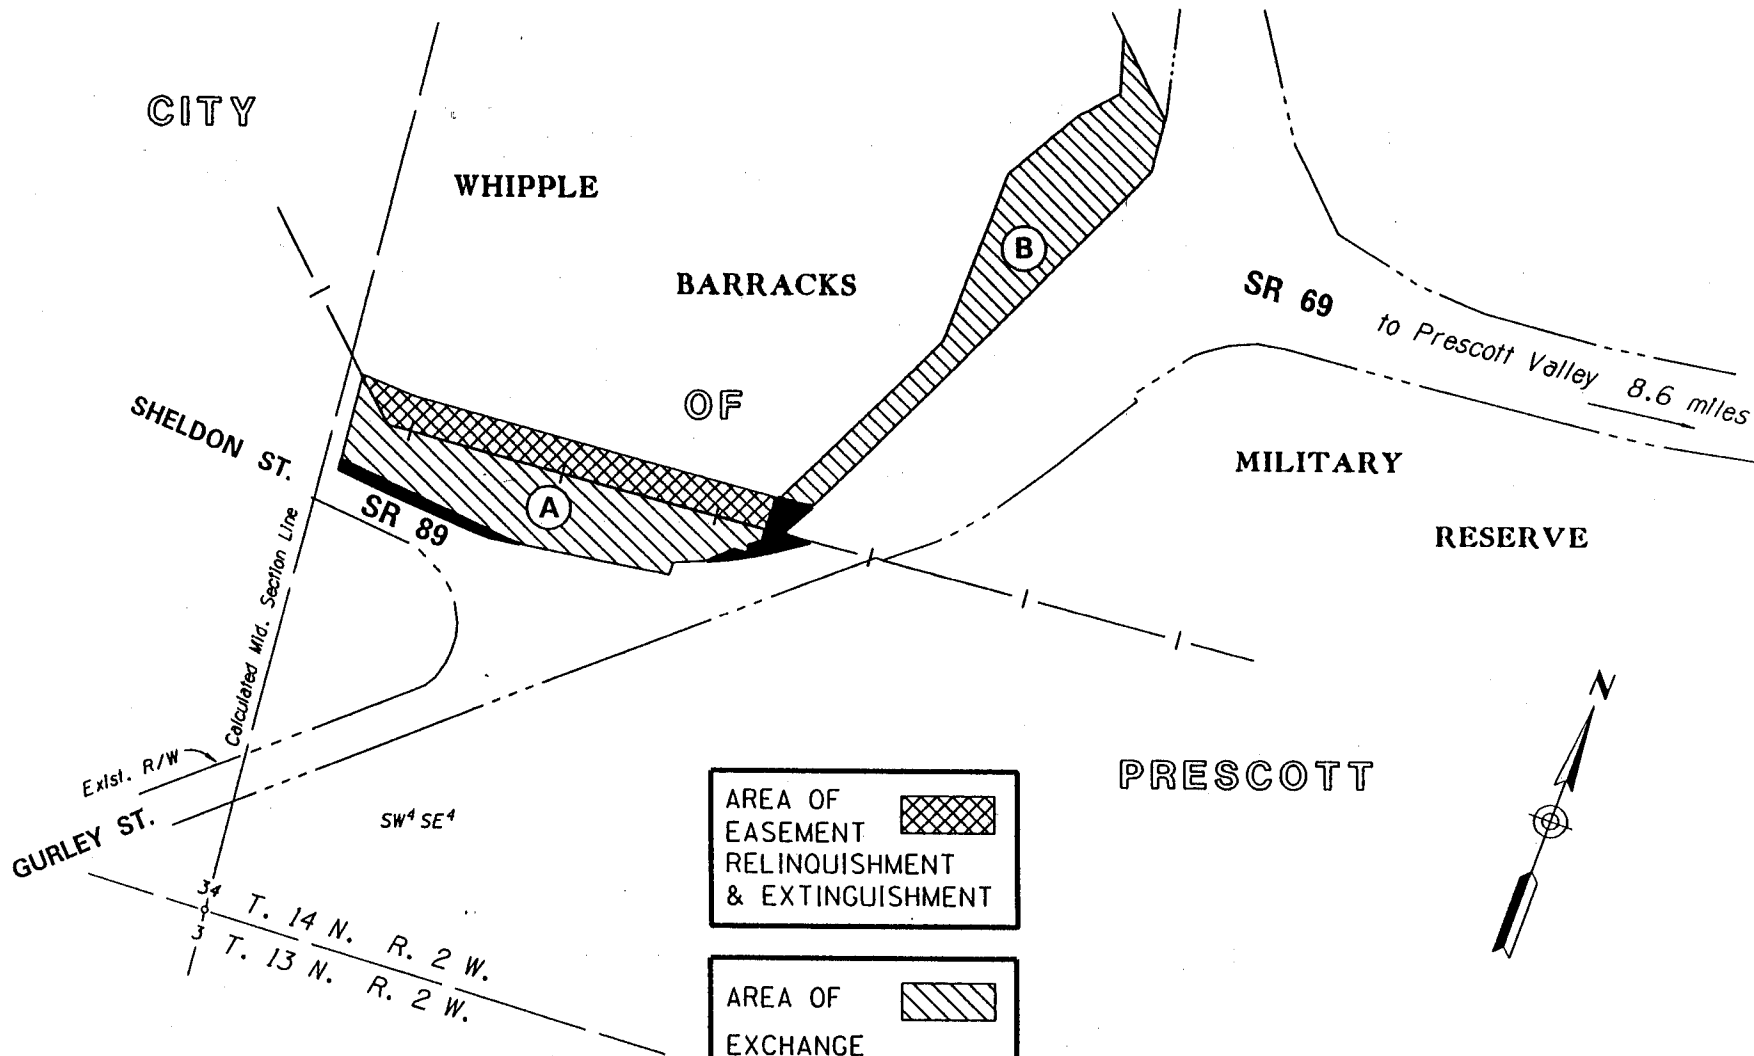 CITY
WHIPPLE
BARRACKS
B
SR 69 to Prescott Valley 8.6 miles
OF
SHELDON ST.
SR 89
A
MILITARY
RESERVE
Calculated Mid. Section Line
N
Exist. R/W
GURLEY ST.
PRESCOTT
SW⁴ SE⁴
AREA OF
EASEMENT
RELINQUISHMENT
& EXTINGUISHMENT
34
T. 14 N. R. 2 W.
3
T. 13 N. R. 2 W.
AREA OF
EXCHANGE